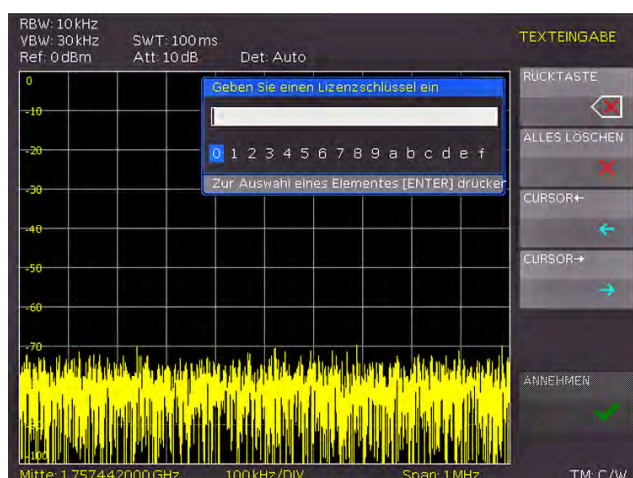 RBW: 10 kHz
VBW: 30 kHz SWT: 100 ms
Ref: 0 dBm Att: 10 dB Det: Auto
TEXTEINGABE
0
-10
-20
-30
-40
-50
-60
-70
-100
Geben Sie einen Lizenzschlüssel ein
0 1 2 3 4 5 6 7 8 9 a b c d e f
Zur Auswahl eines Elementes [ENTER] drücken
RÜCKTASTE
ALLES LÖSCHEN
CURSOR←
CURSOR→
ANNEHMEN
Mitte: 1.757442000 GHz 100 kHz/DIV Span: 1 MHz TM: C/W